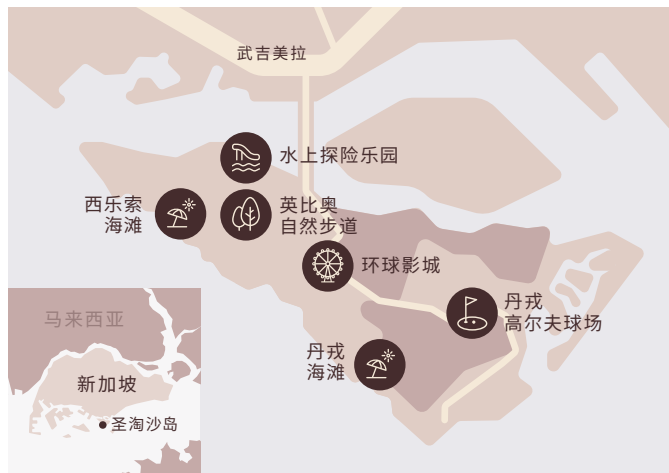 武吉美拉
水上探险乐园
西乐索
海滩
英比奥
自然步道
环球影城
丹戎
高尔夫球场
丹戎
海滩
马来西亚
新加坡
圣淘沙岛